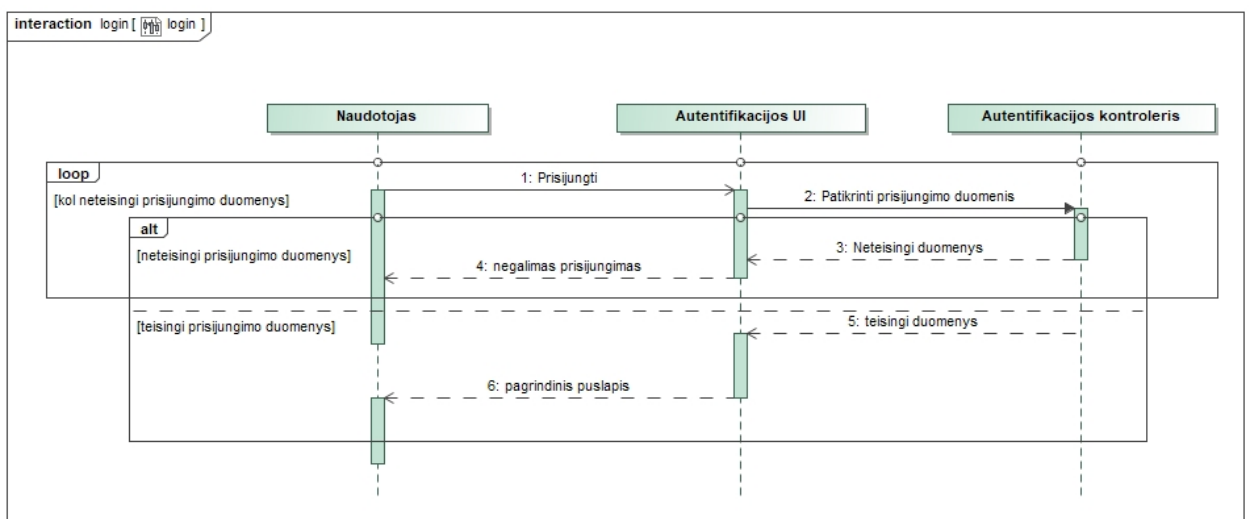 interaction login [ login ]
Naudotojas
Autentifikacijos UI
Autentifikacijos kontroleris
loop
[kol neteisingi prisijungimo duomenys]
1: Prisijungti
2: Patikrinti prisijungimo duomenis
alt
[neteisingi prisijungimo duomenys]
3: Neteisingi duomenys
4: negalimas prisijungimas
[teisingi prisijungimo duomenys]
5: teisingi duomenys
6: pagrindinis puslapis